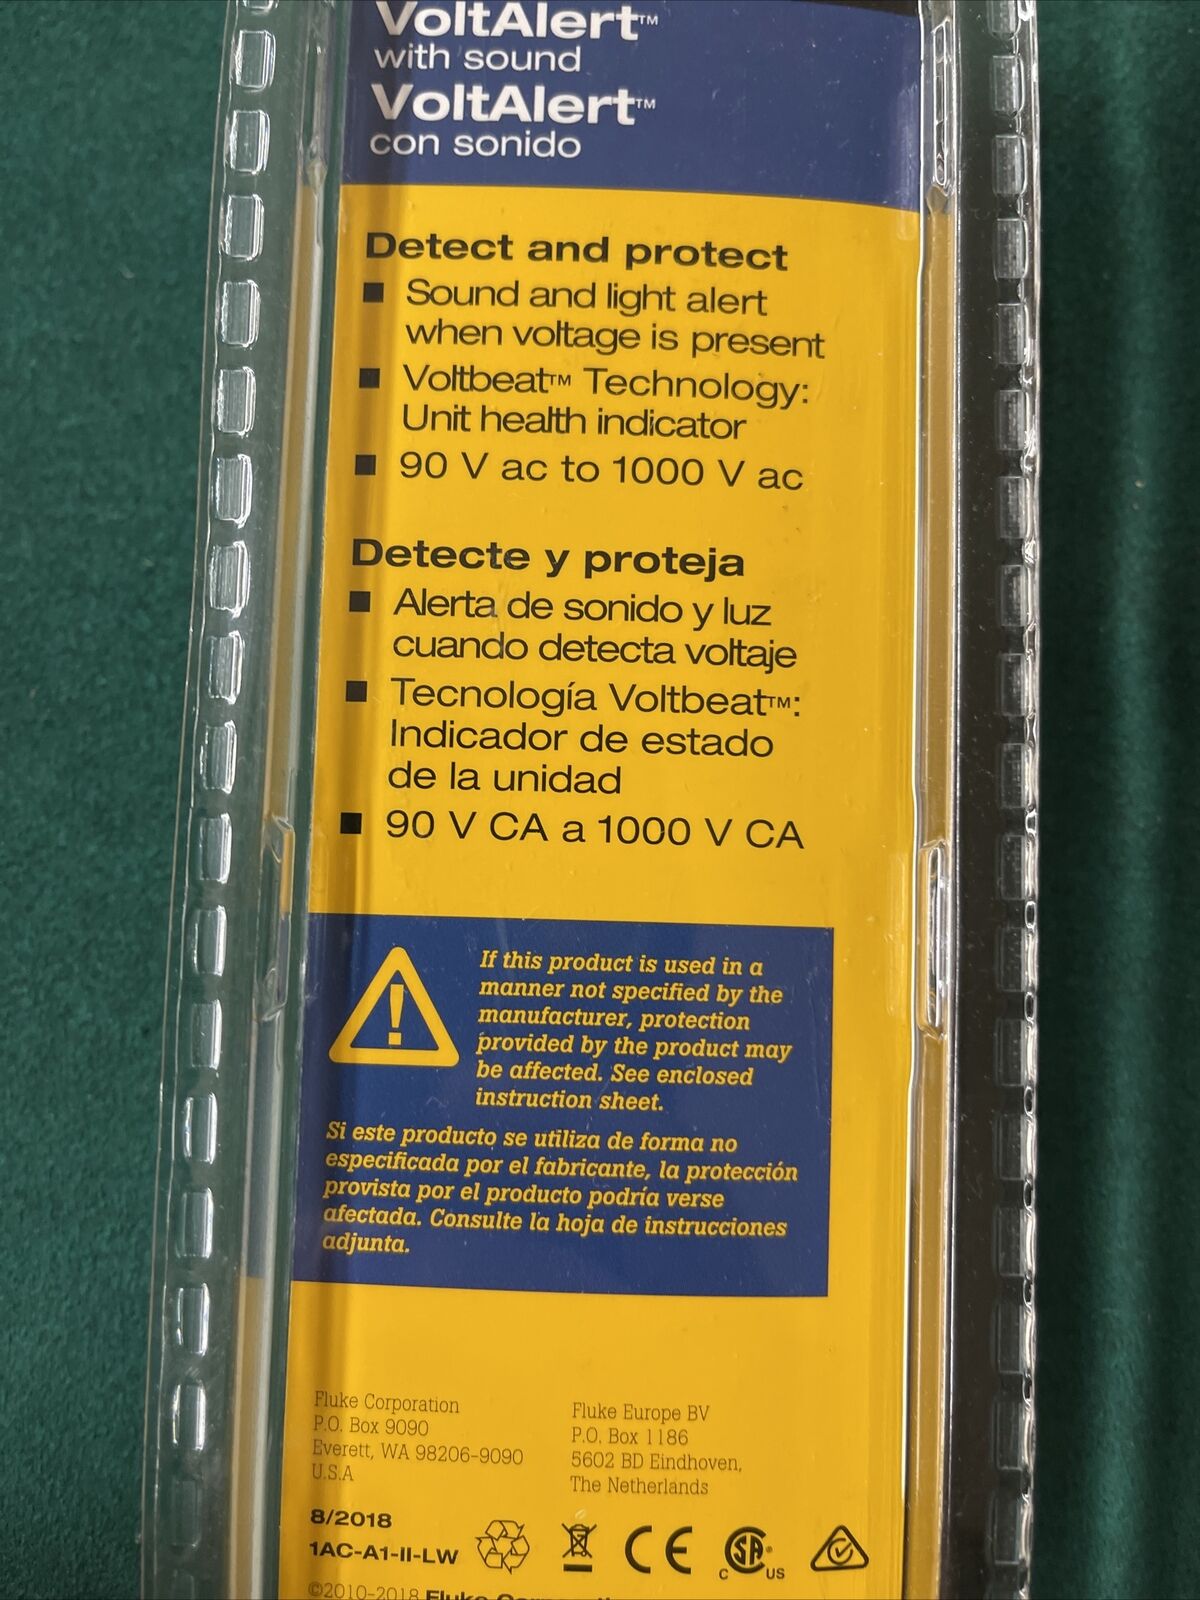 VoltAlert™
with sound
VoltAlert™
con sonido
Detect and protect
■ Sound and light alert
when voltage is present
■ Voltbeat™ Technology:
Unit health indicator
■ 90 V ac to 1000 V ac
Detecte y proteja
■ Alerta de sonido y luz
cuando detecta voltaje
■ Tecnología Voltbeat™:
Indicador de estado
de la unidad
■ 90 V CA a 1000 V CA
If this product is used in a
manner not specified by the
manufacturer, protection
provided by the product may
be affected. See enclosed
instruction sheet.
Si este producto se utiliza de forma no
especificada por el fabricante, la protección
provista por el producto podría verse
afectada. Consulte la hoja de instrucciones
adjunta.
Fluke Corporation
P.O. Box 9090
Everett, WA 98206-9090
U.S.A
Fluke Europe BV
P.O. Box 1186
5602 BD Eindhoven,
The Netherlands
8/2018
1AC-A1-II-LW
CE
C SA® US
©2010-2018 Fluke